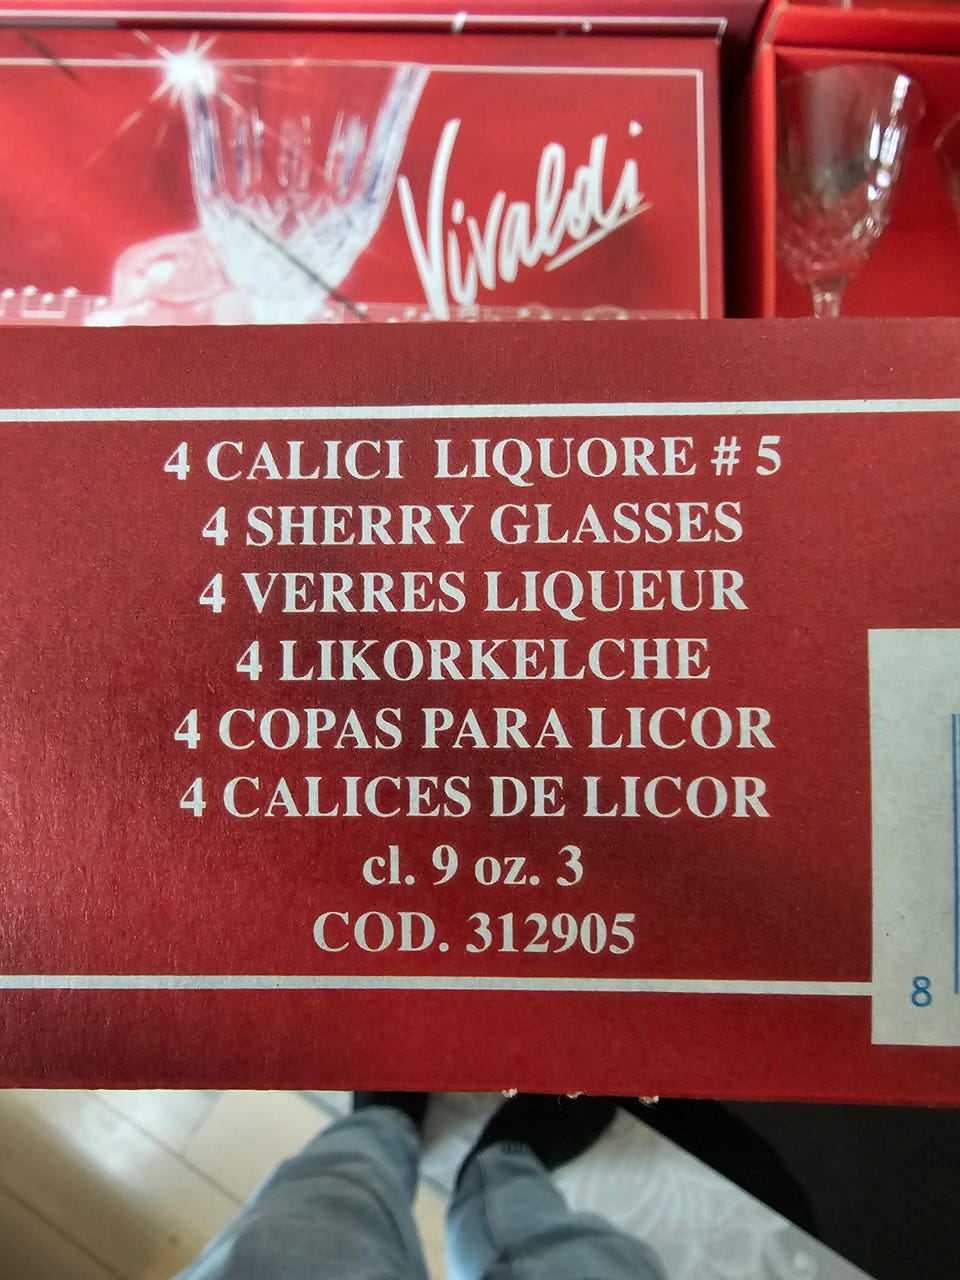 Vivaldi
4 CALICI LIQUORE # 5
4 SHERRY GLASSES
4 VERRES LIQUEUR
4 LIKORKELCHE
4 COPAS PARA LICOR
4 CALICES DE LICOR
cl. 9 oz. 3
COD. 312905
8